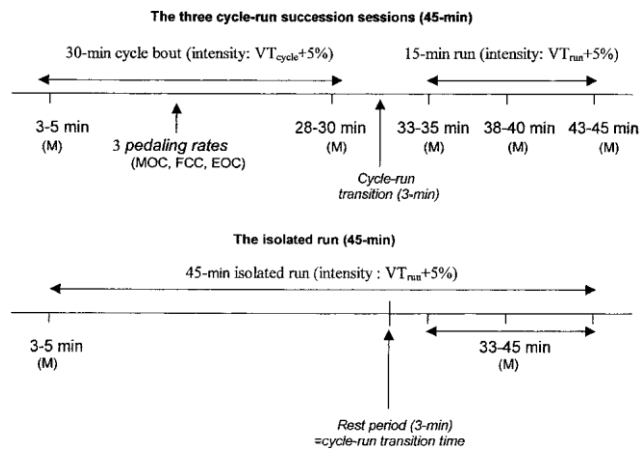 The three cycle-run succession sessions (45-min)
30-min cycle bout (intensity: VTcycle+5%)
15-min run (intensity: VTrun+5%)
3-5 min
(M)
3 pedaling rates
(MOC, FCC, EOC)
28-30 min
(M)
33-35 min
(M)
38-40 min
(M)
43-45 min
(M)
Cycle-run
transition (3-min)
The isolated run (45-min)
45-min isolated run (intensity : VTrun+5%)
3-5 min
(M)
33-45 min
(M)
Rest period (3-min)
=cycle-run transition time